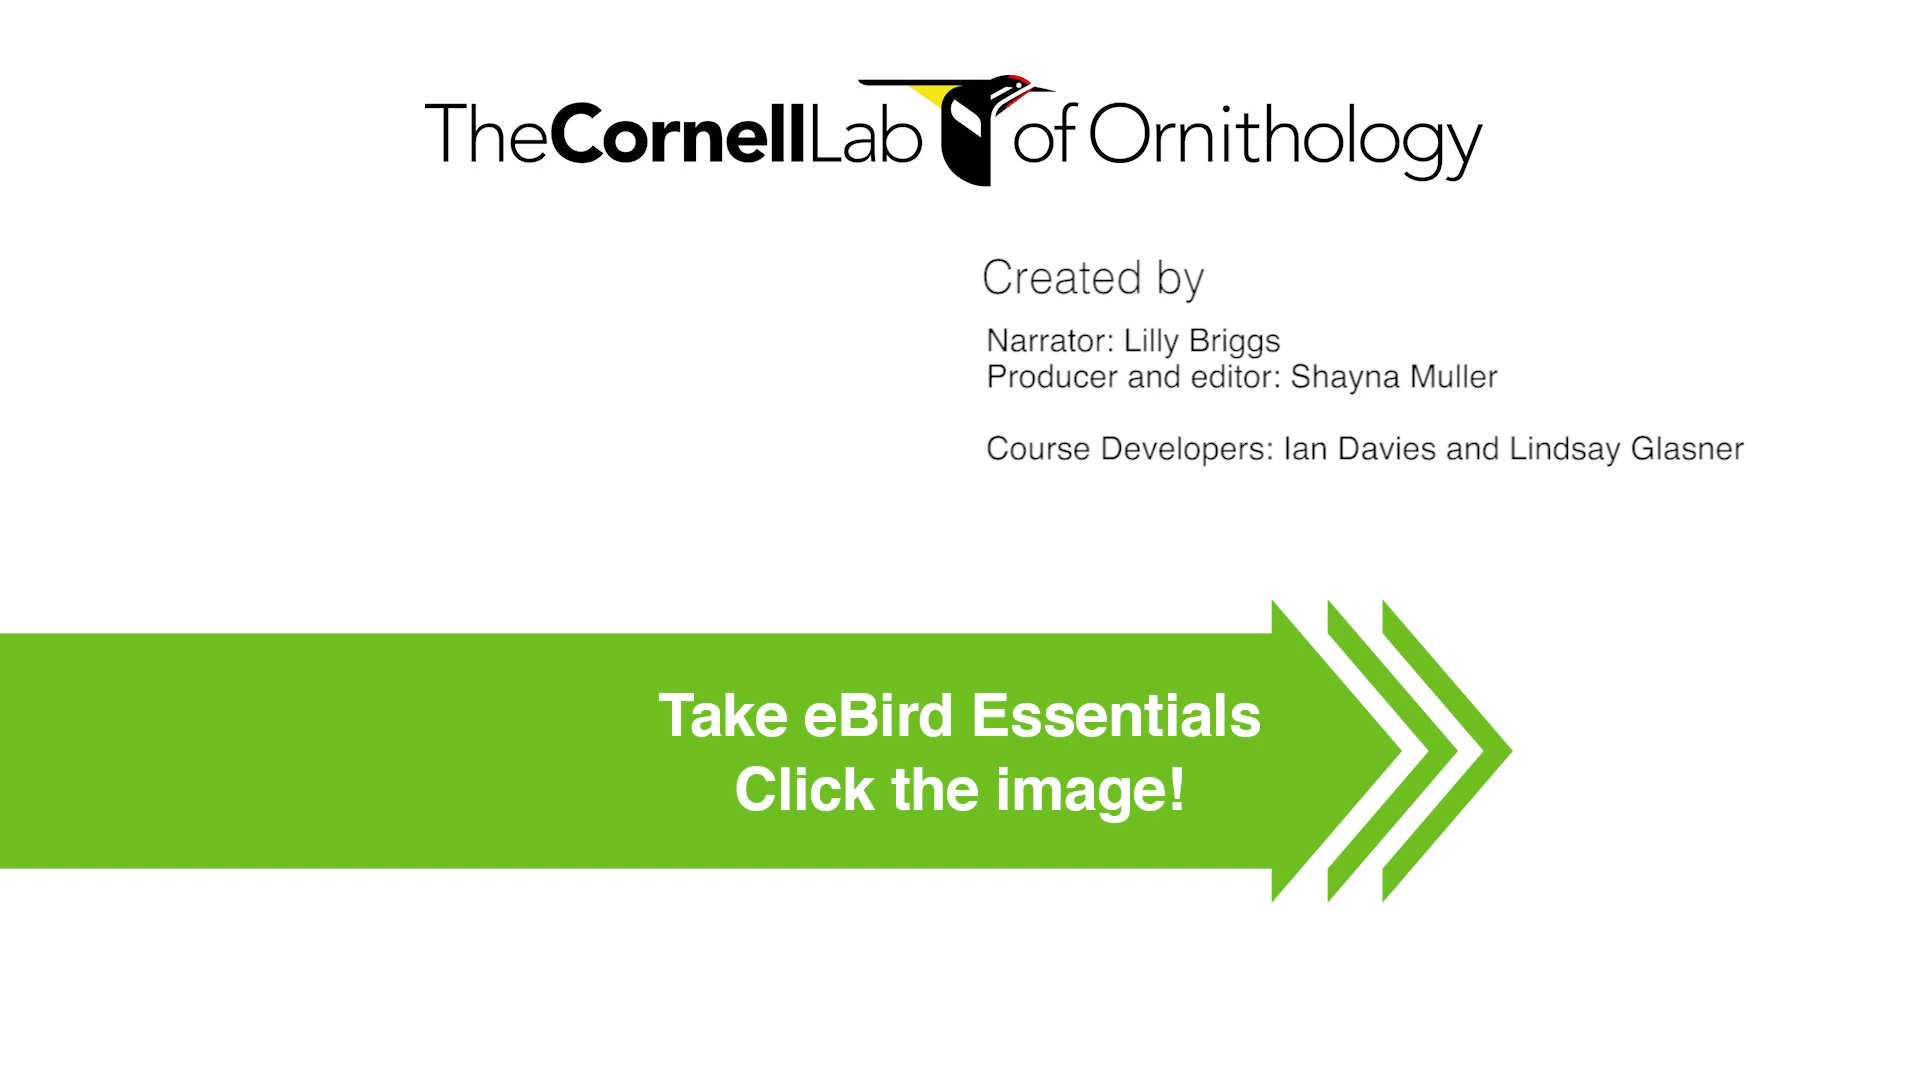 TheCornellLab of Ornithology
Created by
Narrator: Lilly Briggs
Producer and editor: Shayna Muller
Course Developers: Ian Davies and Lindsay Glasner
Take eBird Essentials
Click the image!